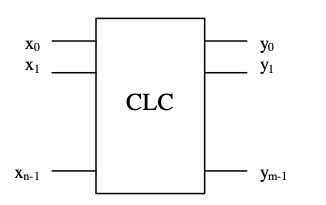 x₀ y₀
x₁ y₁
CLC
xₙ₋₁ yₘ₋₁